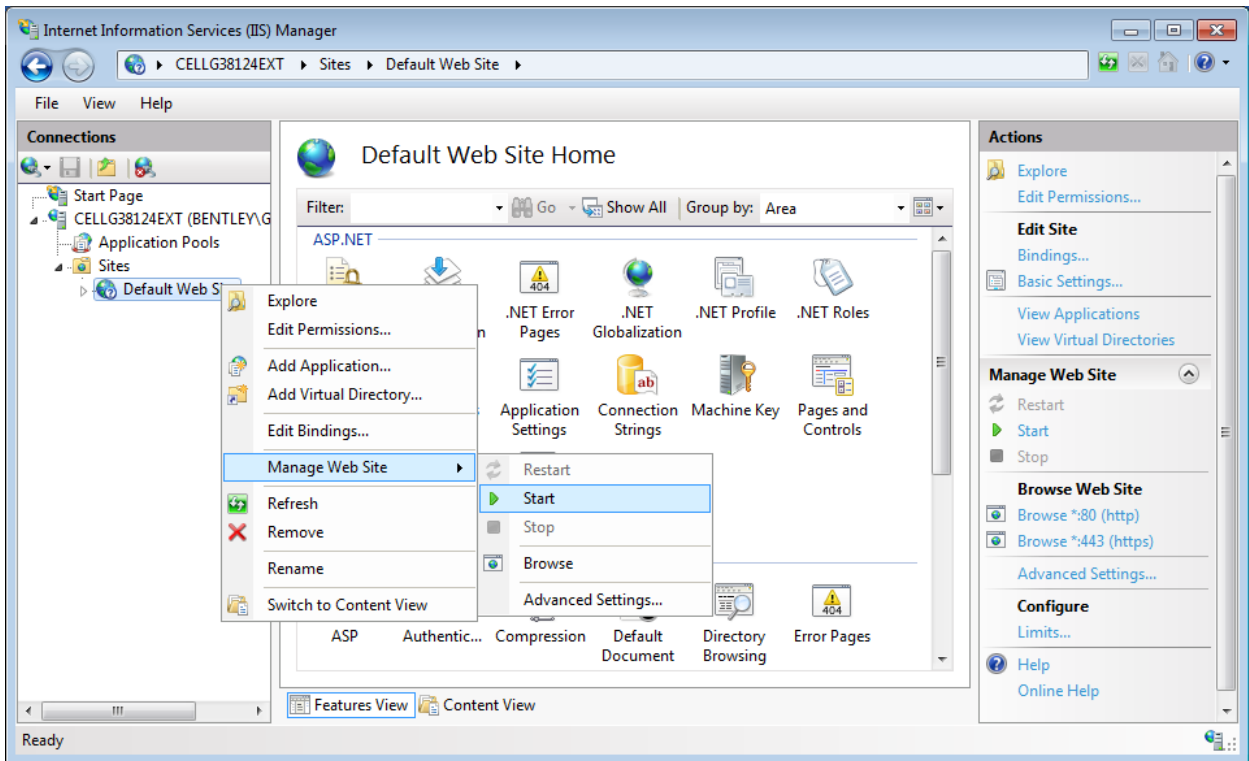 Internet Information Services (IIS) Manager
CELLG38124EXT Sites Default Web Site
File View Help
Connections
Start Page
CELLG38124EXT (BENTLEY\G
Application Pools
Sites
Default Web S
Explore
Edit Permissions...
Add Application...
Add Virtual Directory...
Edit Bindings...
Manage Web Site
Refresh
Remove
Rename
Switch to Content View
Restart
Start
Stop
Browse
Advanced Settings...
Default Web Site Home
Filter: Go Show All Group by: Area
ASP.NET
.NET Error Pages
.NET Globalization
.NET Profile
.NET Roles
Application Settings
Connection Strings
Machine Key
Pages and Controls
ASP
Authentic...
Compression
Default Document
Directory Browsing
Error Pages
Features View Content View
Actions
Explore
Edit Permissions...
Edit Site
Bindings...
Basic Settings...
View Applications
View Virtual Directories
Manage Web Site
Restart
Start
Stop
Browse Web Site
Browse *:80 (http)
Browse *:443 (https)
Advanced Settings...
Configure
Limits...
Help
Online Help
Ready